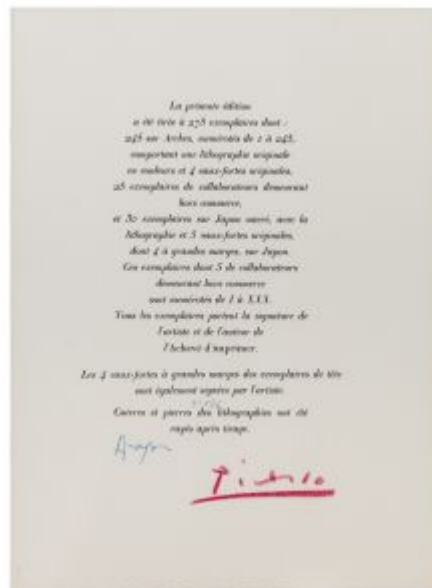 La présente édition
a été tirée à 275 exemplaires dont :
245 sur Arches, numérotés de 1 à 245,
comportant une lithographie originale
en couleurs et 4 eaux-fortes originales,
25 exemplaires de collaborateurs demeurant
hors commerce,
et 30 exemplaires sur Japon nacré, avec la
lithographie et 5 eaux-fortes originales,
dont 4 à grandes marges, sur Japon
Ces exemplaires dont 5 de collaborateurs
demeurant hors commerce
sont numérotés de I à XXX.
Tous les exemplaires portent la signature de
l'artiste et de l'auteur de
Les 4 eaux-fortes à grandes marges des exemplaires de tête
sont également signées par l'artiste.
Cuivres et pierres des lithographies ont été
rayés après tirage.
Aragon
Picasso